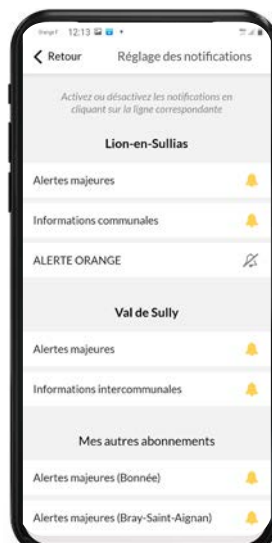 Orange F 12:13
Retour Réglage des notifications
Activez ou désactivez les notifications en
cliquant sur la ligne correspondante
Lion-en-Sullias
Alertes majeures
Informations communales
ALERTE ORANGE
Val de Sully
Alertes majeures
Informations intercommunales
Mes autres abonnements
Alertes majeures (Bonnée)
Alertes majeures (Bray-Saint-Aignan)